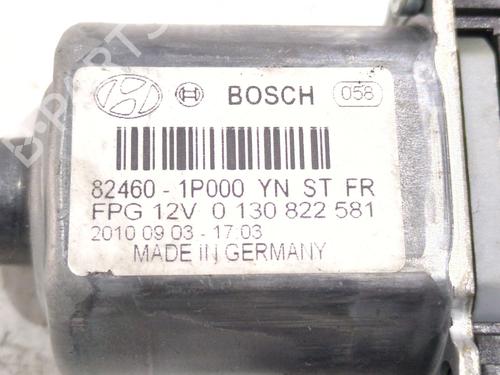 BOSCH 058
82460 - 1P000 YN ST FR
FPG 12V 0 130 822 581
2010 09 03 - 17:03
MADE IN GERMANY
B-PARTS